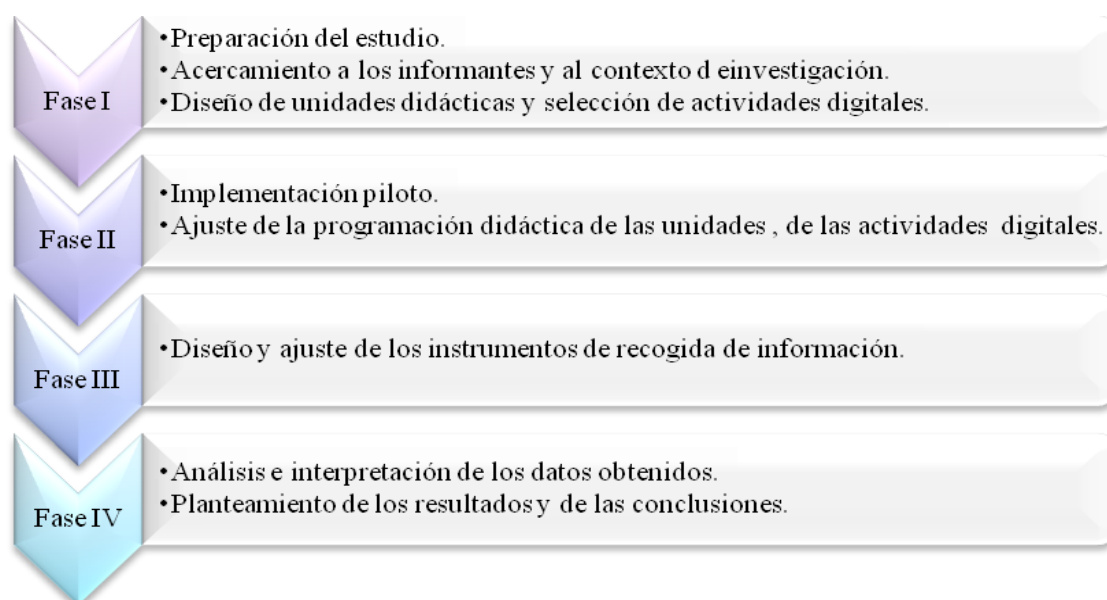 Fase I
•Preparación del estudio.
•Acercamiento a los informantes y al contexto d einvestigación.
•Diseño de unidades didácticas y selección de actividades digitales.
Fase II
•Implementación piloto.
•Ajuste de la programación didáctica de las unidades , de las actividades digitales.
Fase III
•Diseño y ajuste de los instrumentos de recogida de información.
Fase IV
•Análisis e interpretación de los datos obtenidos.
•Planteamiento de los resultados y de las conclusiones.